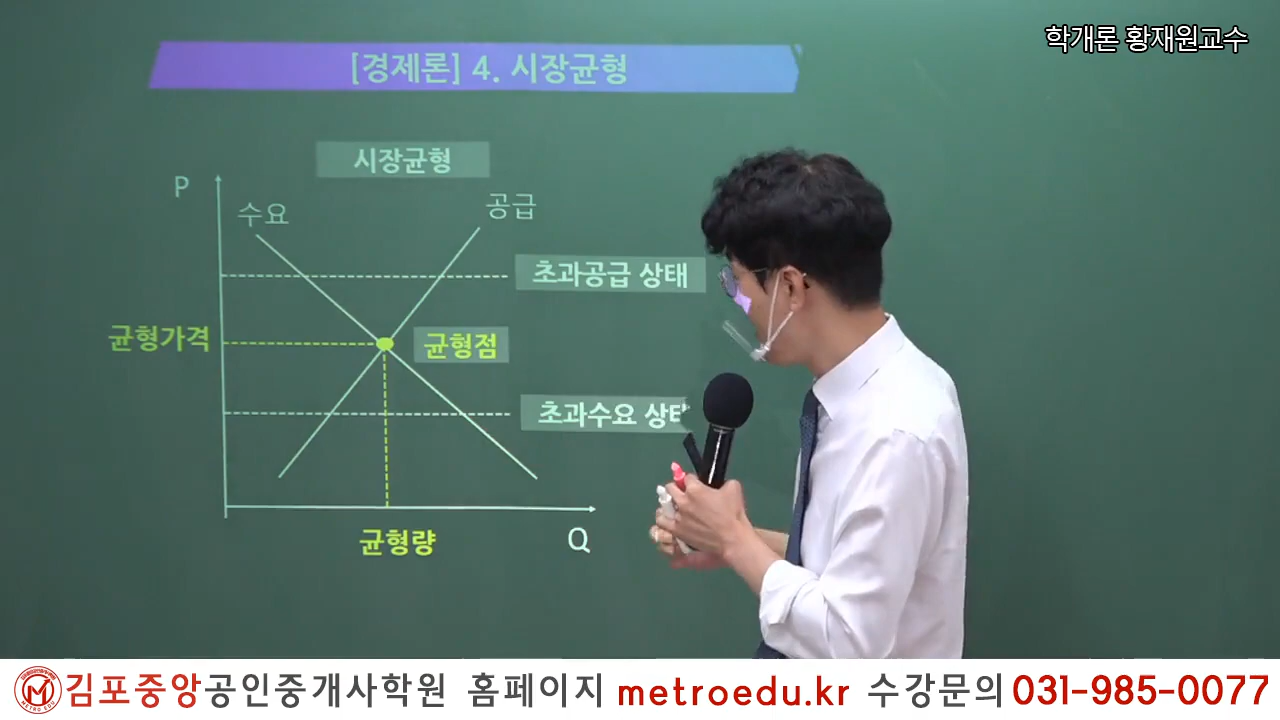 학개론 황재원교수
[경제론] 4. 시장균형
시장균형
P
수요
공급
초과공급 상태
균형가격
균형점
초과수요 상태
균형량
Q
METRO EDU
김포중앙공인중개사학원 홈페이지 metroedu.kr 수강문의 031-985-0077